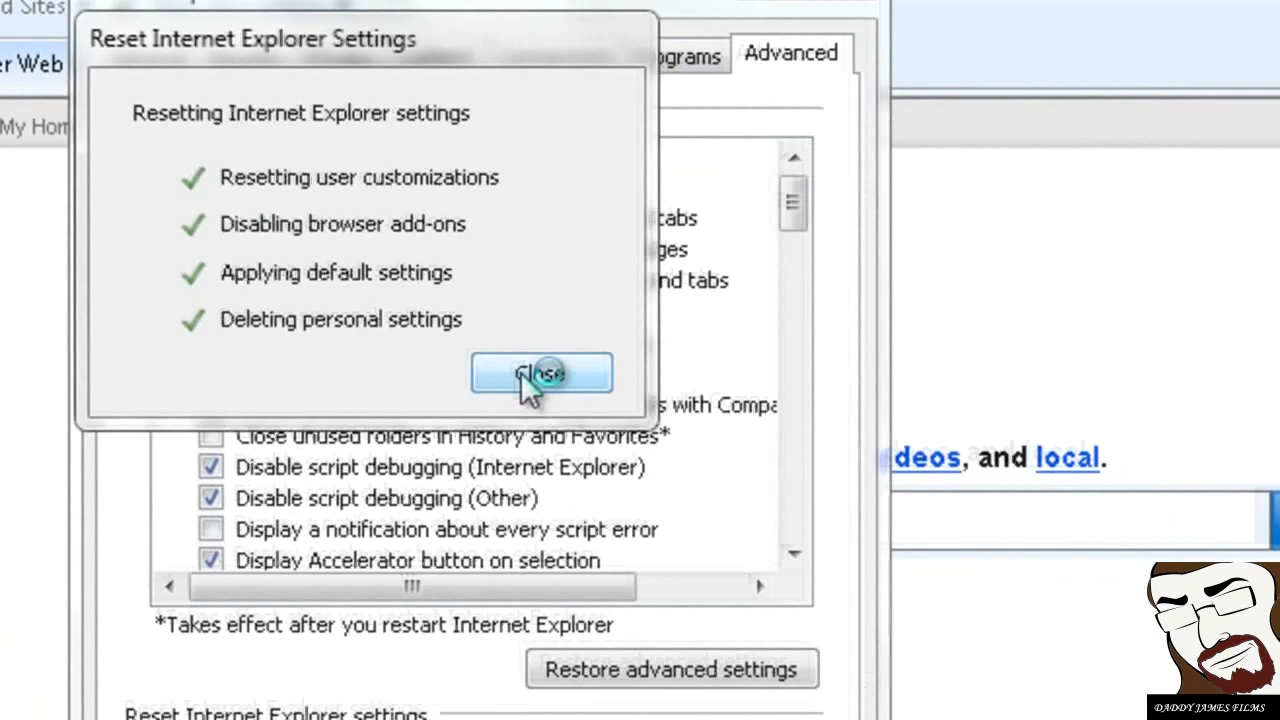 d Sites
Reset Internet Explorer Settings
er Web
ograms
Advanced
My Hom
Resetting Internet Explorer settings
Resetting user customizations
tabs
Disabling browser add-ons
ges
Applying default settings
nd tabs
Deleting personal settings
Close
s with Compa
Close unused folders in History and Favorites*
Disable script debugging (Internet Explorer)
deos, and local.
Disable script debugging (Other)
Display a notification about every script error
Display Accelerator button on selection
*Takes effect after you restart Internet Explorer
Restore advanced settings
Reset Internet Explorer settings
DADDY JAMES FILMS